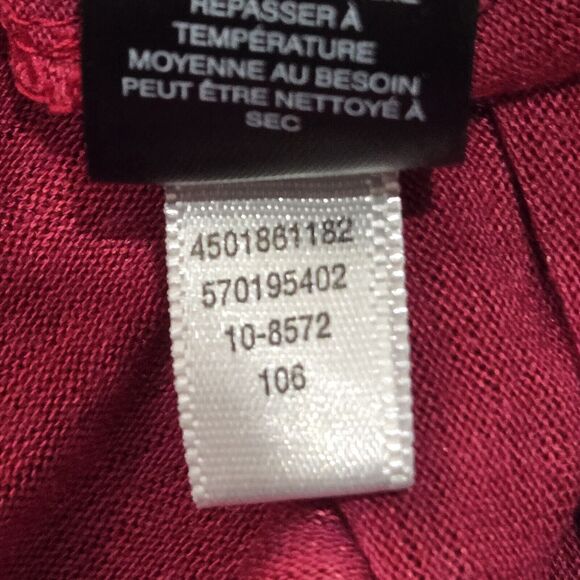 REPASSER À
TEMPÉRATURE
MOYENNE AU BESOIN
PEUT ÊTRE NETTOYÉ À
SEC
4501861182
570195402
10-8572
106